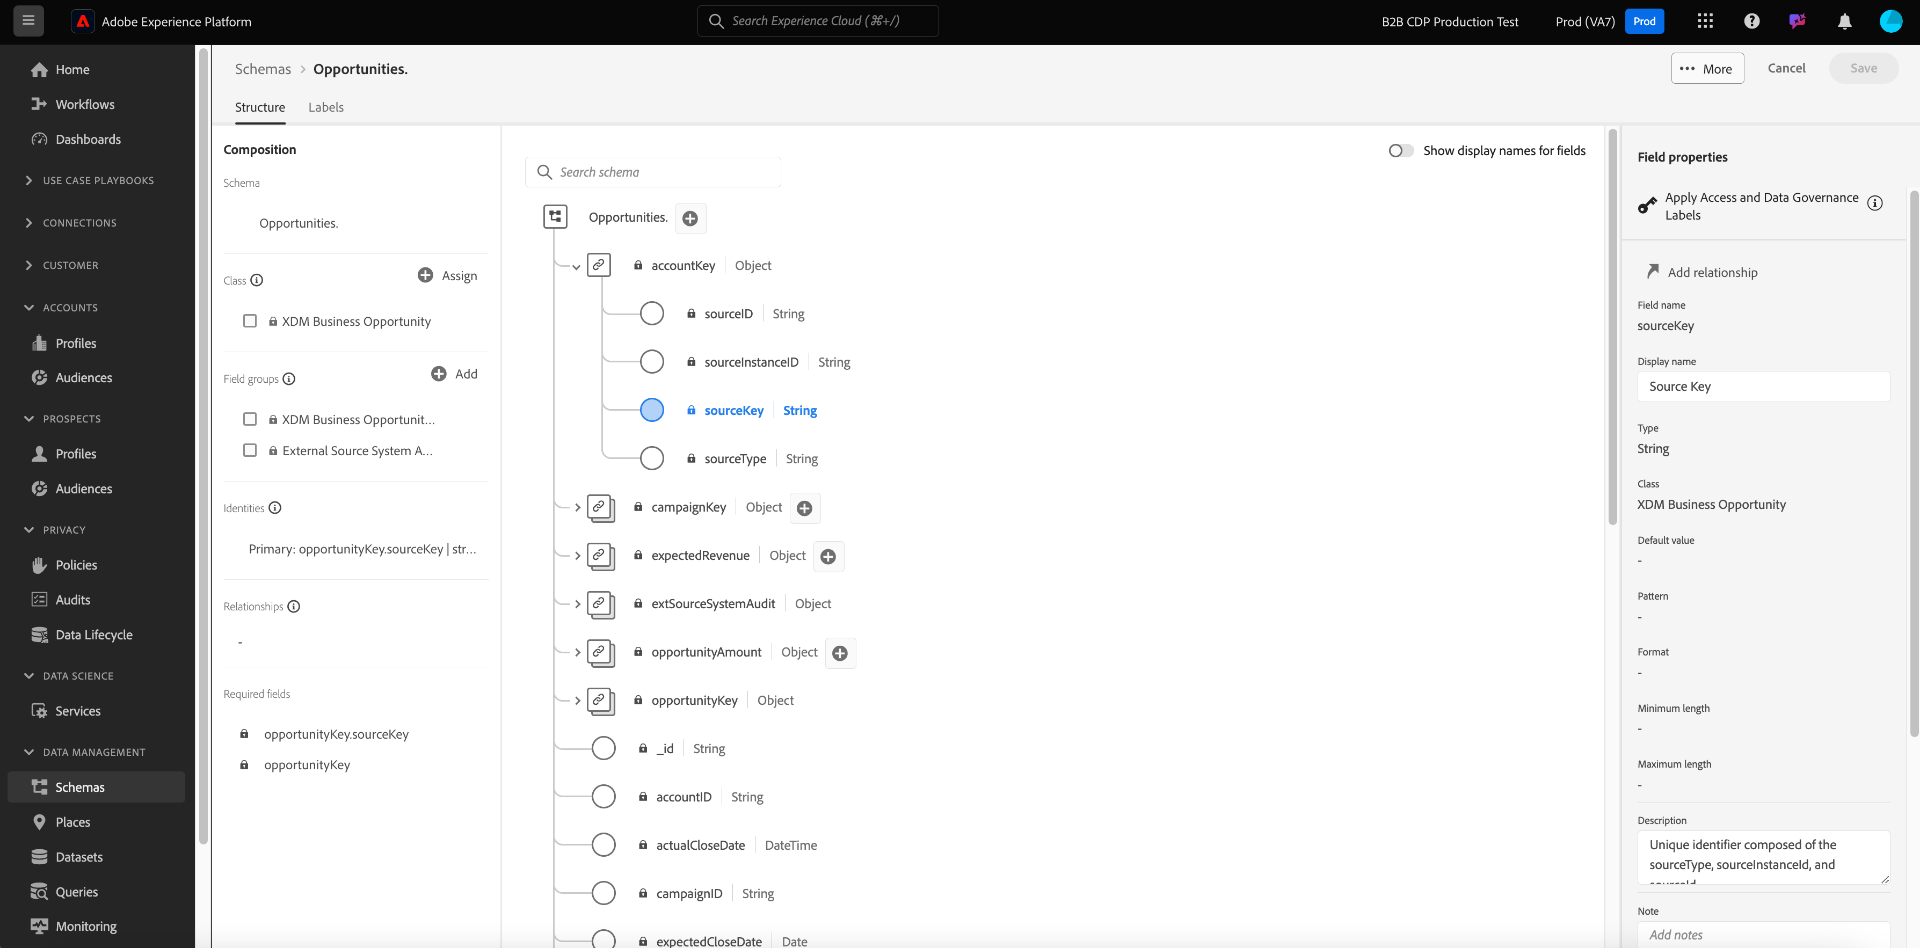 Adobe Experience Platform
Search Experience Cloud (⌘+/)
B2B CDP Production Test
Prod (VA7)
Prod
Home
Workflows
Dashboards
USE CASE PLAYBOOKS
CONNECTIONS
CUSTOMER
ACCOUNTS
Profiles
Audiences
PROSPECTS
Profiles
Audiences
PRIVACY
Policies
Audits
Data Lifecycle
DATA SCIENCE
Services
DATA MANAGEMENT
Schemas
Places
Datasets
Queries
Monitoring
Schemas > Opportunities.
More
Cancel
Save
Structure
Labels
Composition
Schema
Opportunities.
Class
Assign
XDM Business Opportunity
Field groups
Add
XDM Business Opportunit...
External Source System A...
Identities
Primary: opportunityKey.sourceKey | str...
Relationships
-
Required fields
opportunityKey.sourceKey
opportunityKey
Show display names for fields
Search schema
Opportunities.
accountKey Object
sourceID String
sourceInstanceID String
sourceKey String
sourceType String
campaignKey Object
expectedRevenue Object
extSourceSystemAudit Object
opportunityAmount Object
opportunityKey Object
_id String
accountID String
actualCloseDate DateTime
campaignID String
expectedCloseDate Date
Field properties
Apply Access and Data Governance
Labels
Add relationship
Field name
sourceKey
Display name
Source Key
Type
String
Class
XDM Business Opportunity
Default value
-
Pattern
-
Format
-
Minimum length
-
Maximum length
-
Description
Unique identifier composed of the
sourceType, sourceInstanceId, and
sourceId
Note
Add notes